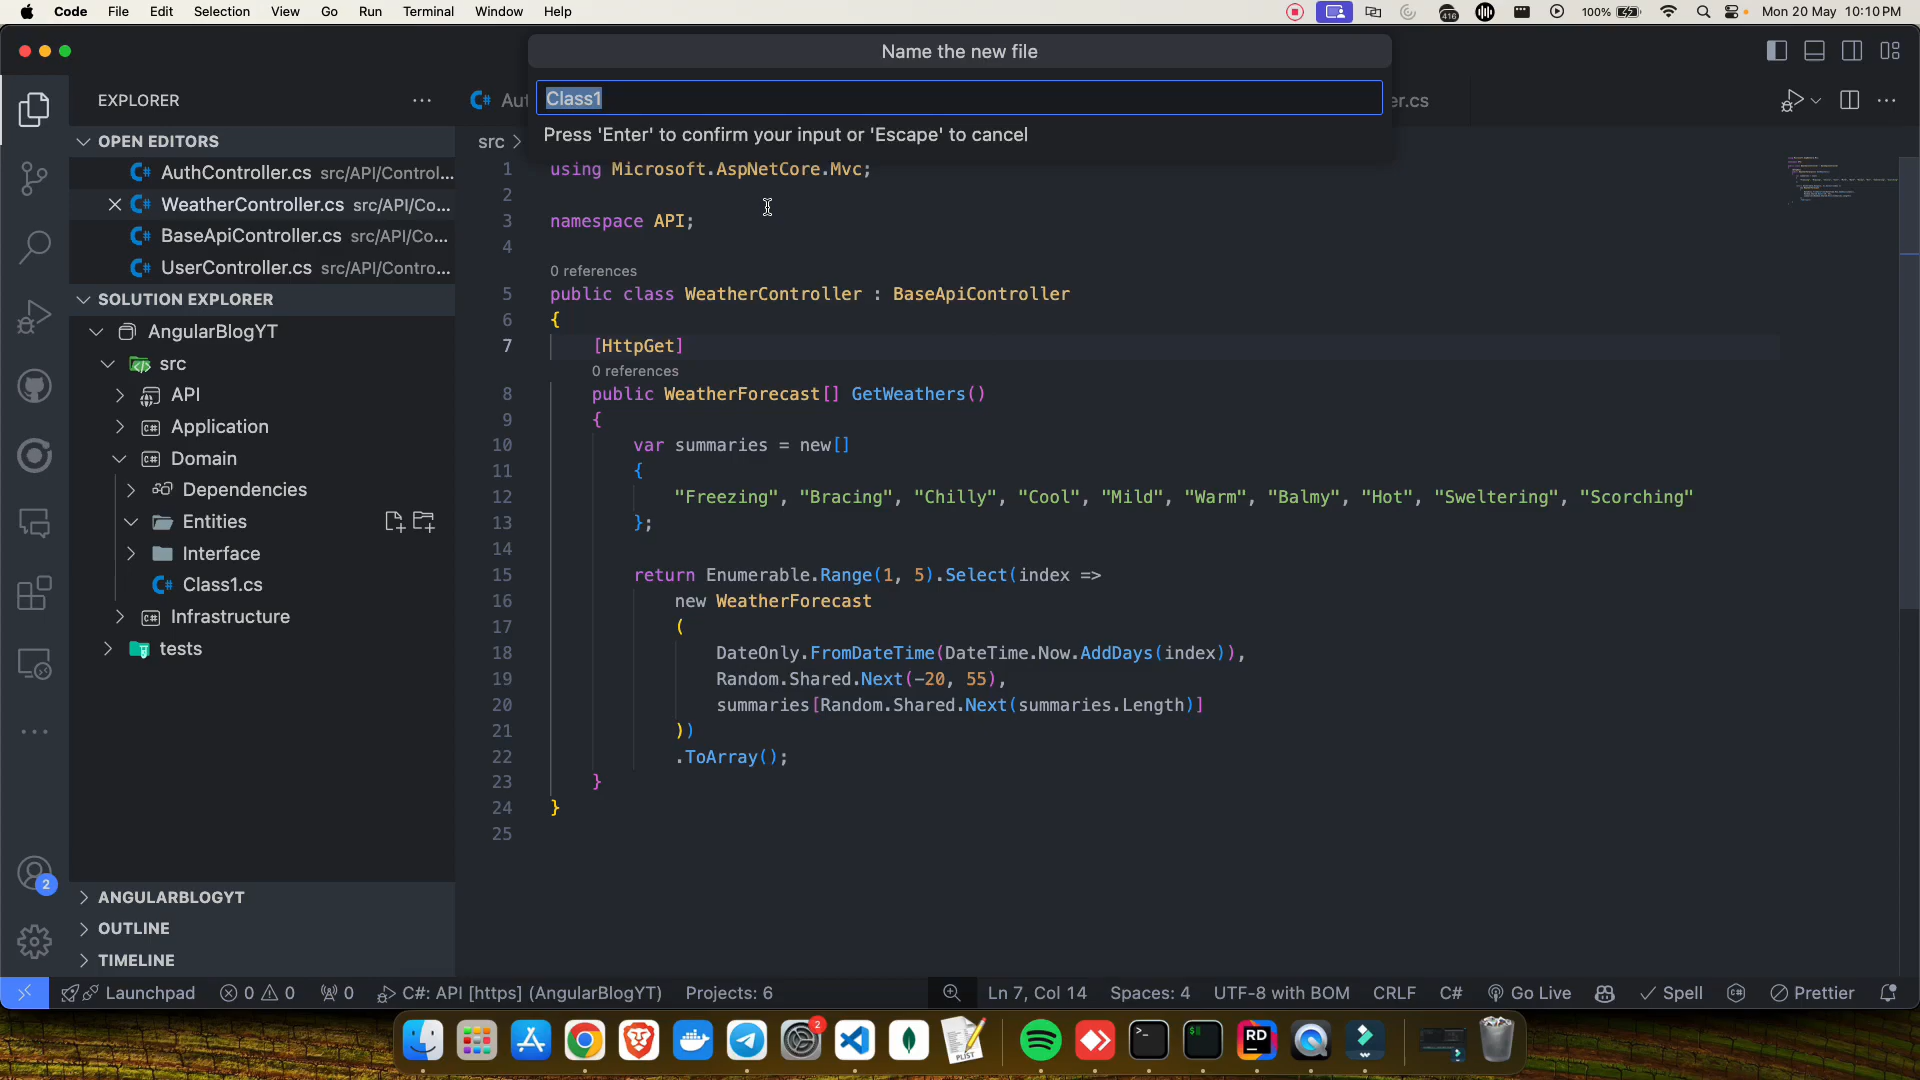 Code File Edit Selection View Go Run Terminal Window Help
416 100% Mon 20 May 10:10 PM
Name the new file
Class1
Press 'Enter' to confirm your input or 'Escape' to cancel
EXPLORER
Aut
er.cs
OPEN EDITORS
AuthController.cs src/API/Control...
WeatherController.cs src/API/Co...
BaseApiController.cs src/API/Co...
UserController.cs src/API/Contro...
SOLUTION EXPLORER
AngularBlogYT
src
API
Application
Domain
Dependencies
Entities
Interface
Class1.cs
Infrastructure
tests
ANGULARBLOGYT
OUTLINE
TIMELINE
2
src >
1 using Microsoft.AspNetCore.Mvc;
2
3 namespace API;
4
0 references
5 public class WeatherController : BaseApiController
6 {
7 [HttpGet]
0 references
8 public WeatherForecast[] GetWeathers()
9 {
10 var summaries = new[]
11 {
12 "Freezing", "Bracing", "Chilly", "Cool", "Mild", "Warm", "Balmy", "Hot", "Sweltering", "Scorching"
13 };
14
15 return Enumerable.Range(1, 5).Select(index =>
16 new WeatherForecast
17 (
18 DateOnly.FromDateTime(DateTime.Now.AddDays(index)),
19 Random.Shared.Next(-20, 55),
20 summaries[Random.Shared.Next(summaries.Length)]
21 ))
22 .ToArray();
23 }
24 }
25
Launchpad 0 0 0 C#: API [https] (AngularBlogYT) Projects: 6 Ln 7, Col 14 Spaces: 4 UTF-8 with BOM CRLF C# Go Live Spell Prettier
2
PLIST
RD